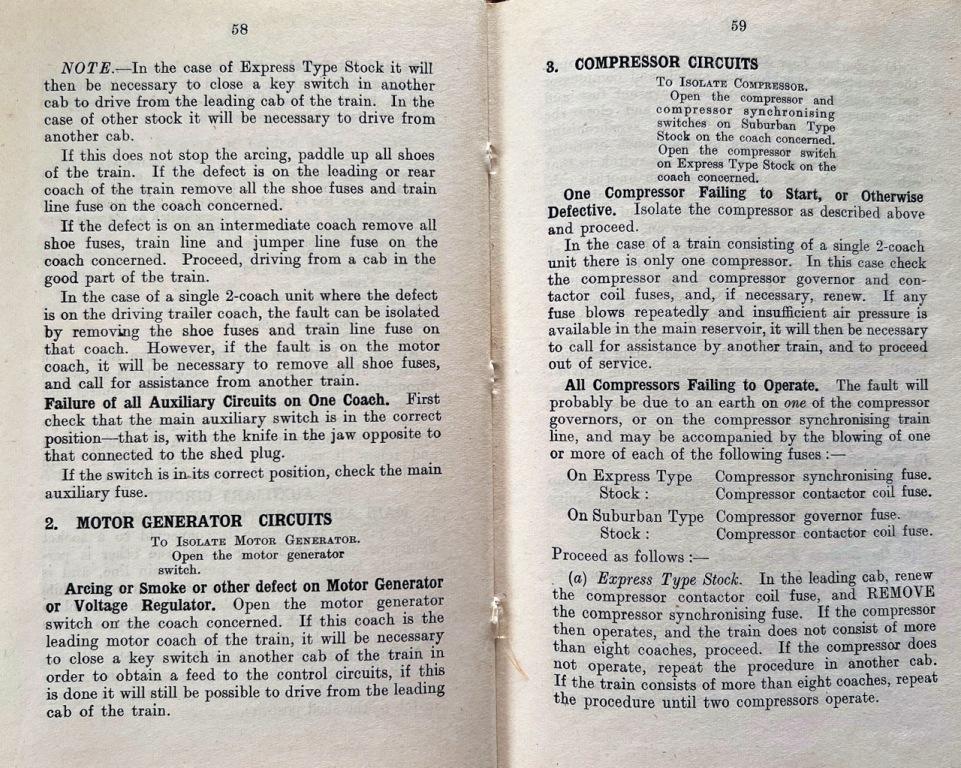 58
NOTE.—In the case of Express Type Stock it will
then be necessary to close a key switch in another
cab to drive from the leading cab of the train. In the
case of other stock it will be necessary to drive from
another cab.
If this does not stop the arcing, paddle up all shoes
of the train. If the defect is on the leading or rear
coach of the train remove all the shoe fuses and train
line fuse on the coach concerned.
If the defect is on an intermediate coach remove all
shoe fuses, train line and jumper line fuse on the
coach concerned. Proceed, driving from a cab in the
good part of the train.
In the case of a single 2-coach unit where the defect
is on the driving trailer coach, the fault can be isolated
by removing the shoe fuses and train line fuse on
that coach. However, if the fault is on the motor
coach, it will be necessary to remove all shoe fuses,
and call for assistance from another train.
Failure of all Auxiliary Circuits on One Coach. First
check that the main auxiliary switch is in the correct
position—that is, with the knife in the jaw opposite to
that connected to the shed plug.
If the switch is in its correct position, check the main
auxiliary fuse.
2. MOTOR GENERATOR CIRCUITS
To Isolate Motor Generator.
Open the motor generator
switch.
Arcing or Smoke or other defect on Motor Generator
or Voltage Regulator. Open the motor generator
switch on the coach concerned. If this coach is the
leading motor coach of the train, it will be necessary
to close a key switch in another cab of the train in
order to obtain a feed to the control circuits, if this
is done it will still be possible to drive from the leading
cab of the train.
59
3. COMPRESSOR CIRCUITS
To Isolate Compressor.
Open the compressor and
compressor synchronising
switches on Suburban Type
Stock on the coach concerned.
Open the compressor switch
on Express Type Stock on the
coach concerned.
One Compressor Failing to Start, or Otherwise
Defective. Isolate the compressor as described above
and proceed.
In the case of a train consisting of a single 2-coach
unit there is only one compressor. In this case check
the compressor and compressor governor and con-
tactor coil fuses, and, if necessary, renew. If any
fuse blows repeatedly and insufficient air pressure is
available in the main reservoir, it will then be necessary
to call for assistance by another train, and to proceed
out of service.
All Compressors Failing to Operate. The fault will
probably be due to an earth on one of the compressor
governors, or on the compressor synchronising train
line, and may be accompanied by the blowing of one
or more of each of the following fuses :—
On Express Type Compressor synchronising fuse.
Stock : Compressor contactor coil fuse.
On Suburban Type Compressor governor fuse.
Stock : Compressor contactor coil fuse.
Proceed as follows :—
(a) Express Type Stock. In the leading cab, renew
the compressor contactor coil fuse, and REMOVE
the compressor synchronising fuse. If the compressor
then operates, and the train does not consist of more
than eight coaches, proceed. If the compressor does
not operate, repeat the procedure in another cab.
If the train consists of more than eight coaches, repeat
the procedure until two compressors operate.